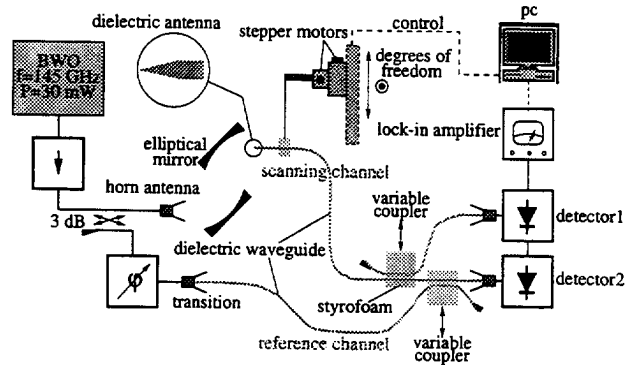 dielectric antenna
BWO
f=145 GHz
P=30 mW
stepper motors
control
pc
degrees of
freedom
lock-in amplifier
elliptical
mirror
scanning channel
horn antenna
3 dB
variable
coupler
detector1
dielectric waveguide
φ
transition
styrofoam
detector2
reference channel
variable
coupler